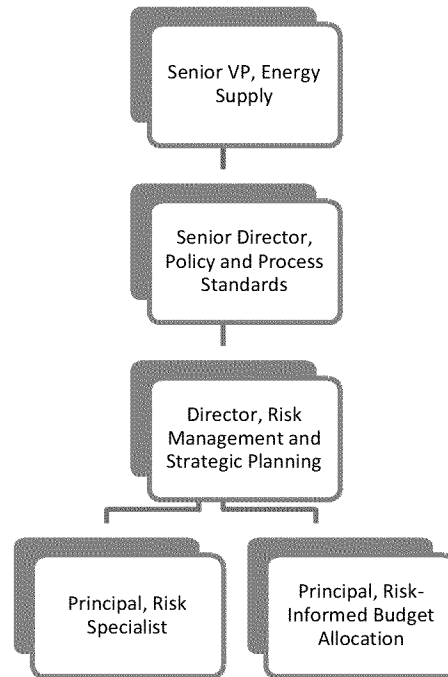 Senior VP, Energy
Supply
Senior Director,
Policy and Process
Standards
Director, Risk
Management and
Strategic Planning
Principal, Risk
Specialist
Principal, Risk-
Informed Budget
Allocation